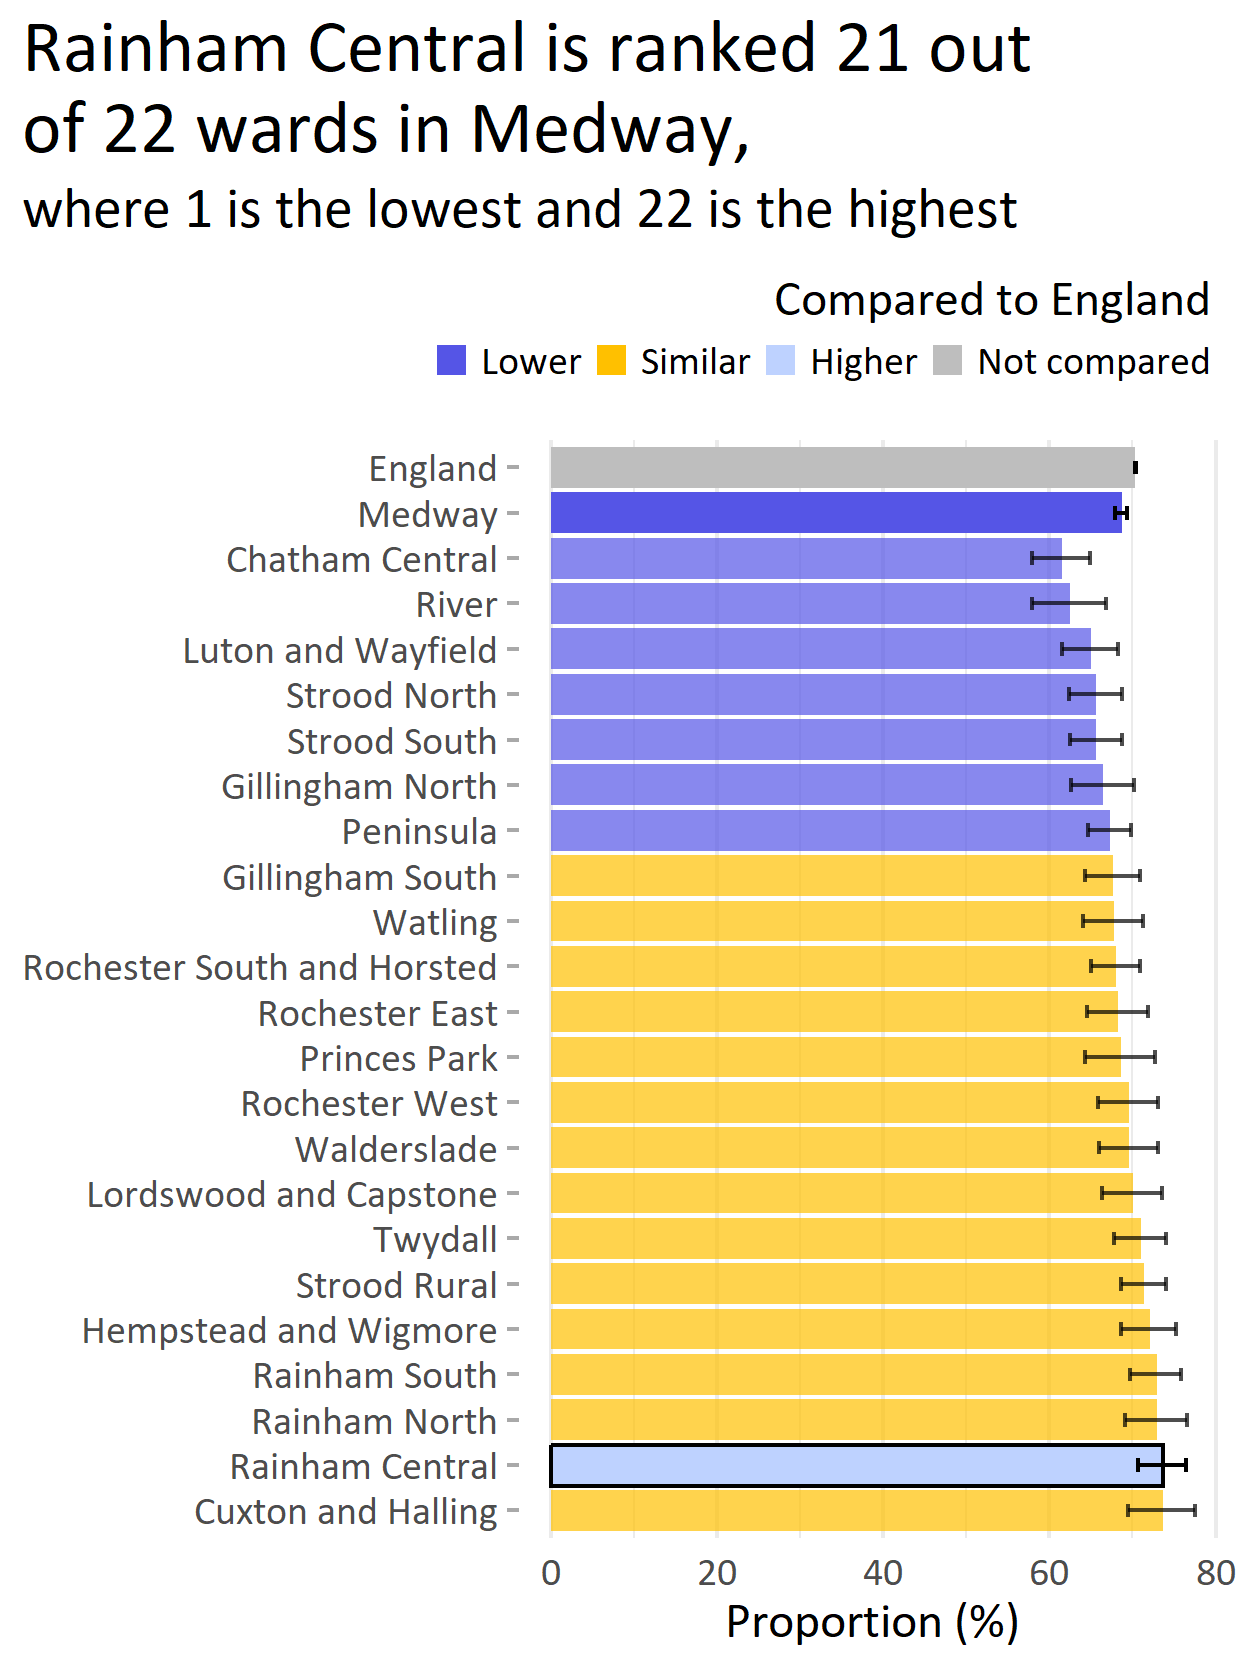 Rainham Central is ranked 21 out
of 22 wards in Medway,
where 1 is the lowest and 22 is the highest
Compared to England
Lower Similar Higher Not compared
England
Medway
Chatham Central
River
Luton and Wayfield
Strood North
Strood South
Gillingham North
Peninsula
Gillingham South
Watling
Rochester South and Horsted
Rochester East
Princes Park
Rochester West
Walderslade
Lordswood and Capstone
Twydall
Strood Rural
Hempstead and Wigmore
Rainham South
Rainham North
Rainham Central
Cuxton and Halling
0 20 40 60 80
Proportion (%)